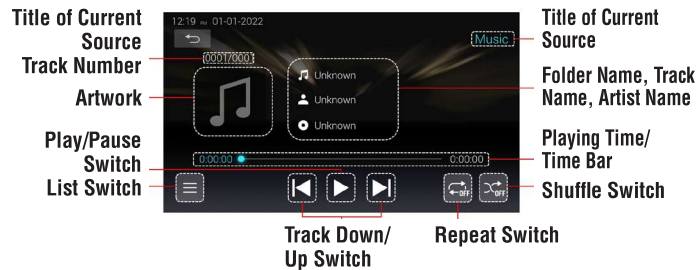 Title of Current
Source
Track Number
Artwork
Play/Pause
Switch
List Switch
12:19 PM 01-01-2022
Music
0001/0001
Unknown
Unknown
Unknown
0:00:00
0:00:00
OFF
OFF
Title of Current
Source
Folder Name, Track
Name, Artist Name
Playing Time/
Time Bar
Shuffle Switch
Track Down/
Up Switch
Repeat Switch